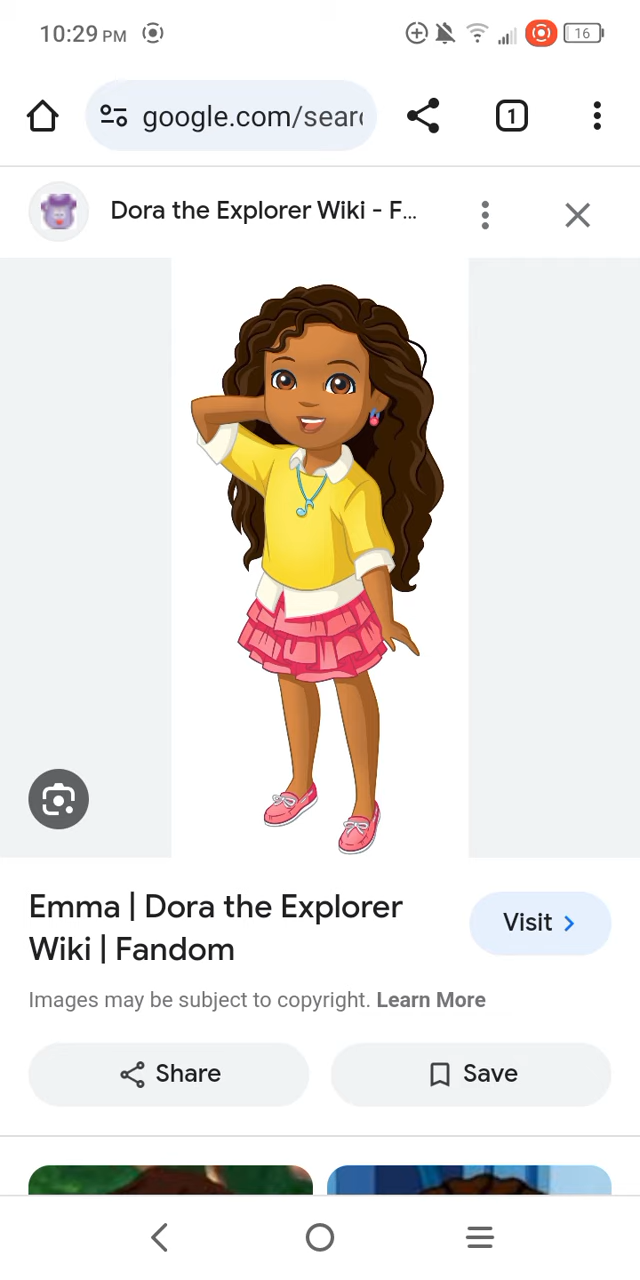 10:29 PM
16
google.com/sear
1
Dora the Explorer Wiki - F...
Emma | Dora the Explorer
Wiki | Fandom
Visit
Images may be subject to copyright. Learn More
Share
Save